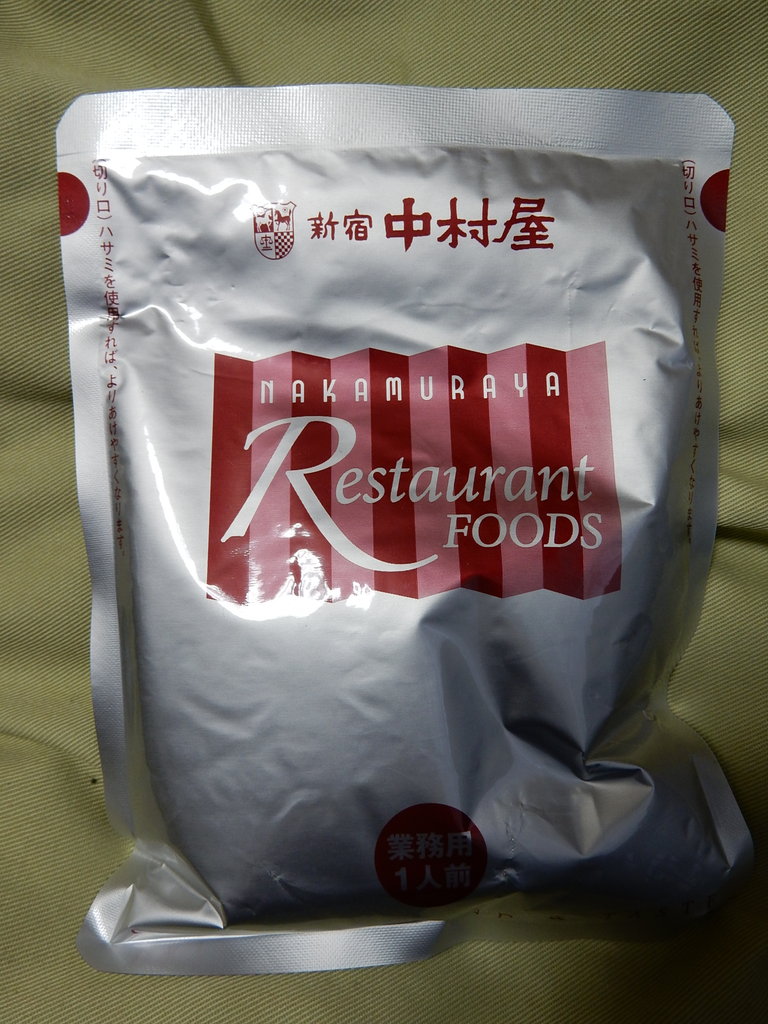 新宿 中村屋
NAKAMURAYA
Restaurant
FOODS
(切り口)ハサミを使用すれば、よりあけやすくなります。
(切り口)ハサミを使用すれば、よりあけやすくなります。
業務用
1人前
TASTE